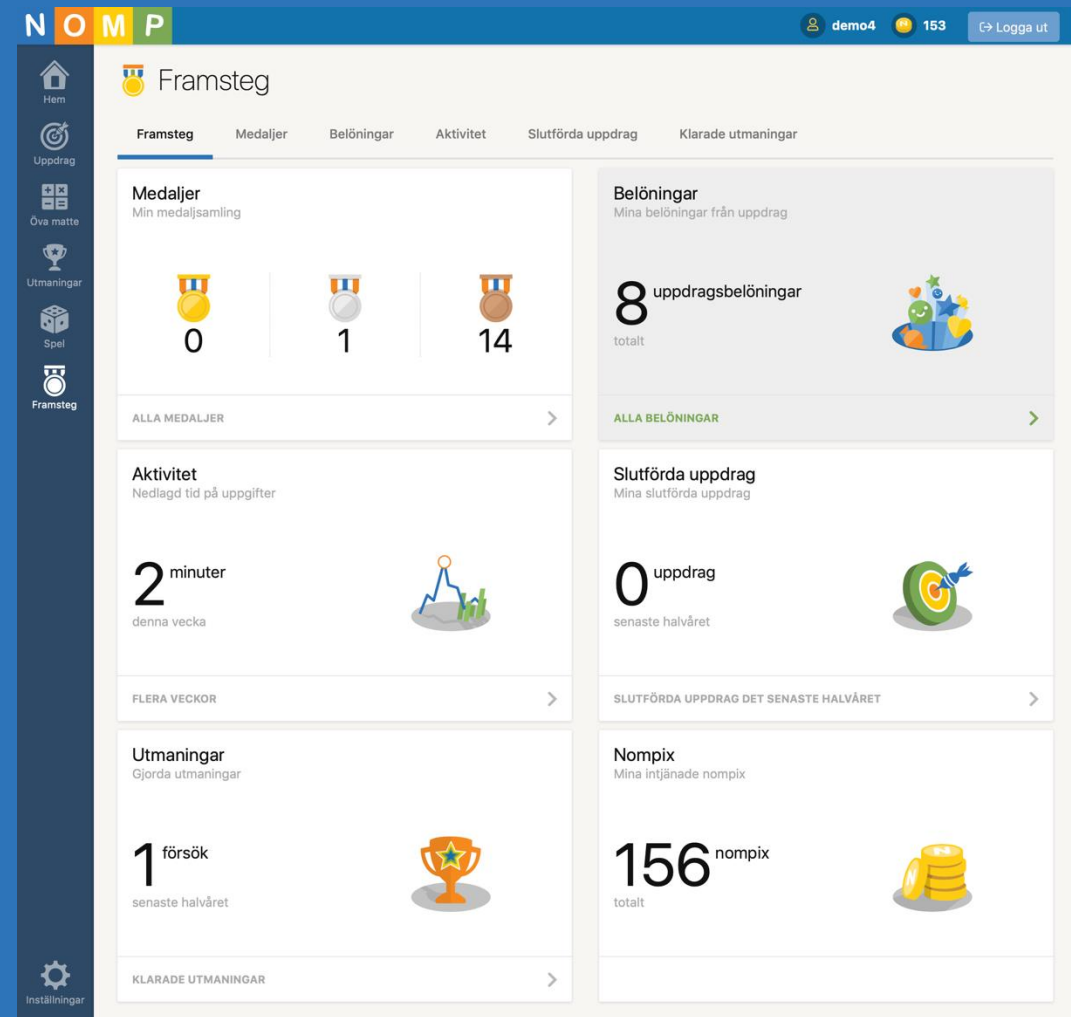 NOMP
demo4
153
Logga ut
Hem
Uppdrag
Öva matte
Utmaningar
Spel
Framsteg
Inställningar
Framsteg
Framsteg Medaljer Belöningar Aktivitet Slutförda uppdrag Klarade utmaningar
Medaljer
Min medaljsamling
0 1 14
ALLA MEDALJER
Belöningar
Mina belöningar från uppdrag
8 uppdragsbelöningar
totalt
ALLA BELÖNINGAR
Aktivitet
Nedlagd tid på uppgifter
2 minuter
denna vecka
FLERA VECKOR
Slutförda uppdrag
Mina slutförda uppdrag
0 uppdrag
senaste halvåret
SLUTFÖRDA UPPDRAG DET SENASTE HALVÅRET
Utmaningar
Gjorda utmaningar
1 försök
senaste halvåret
KLARADE UTMANINGAR
Nompix
Mina intjänade nompix
156 nompix
totalt